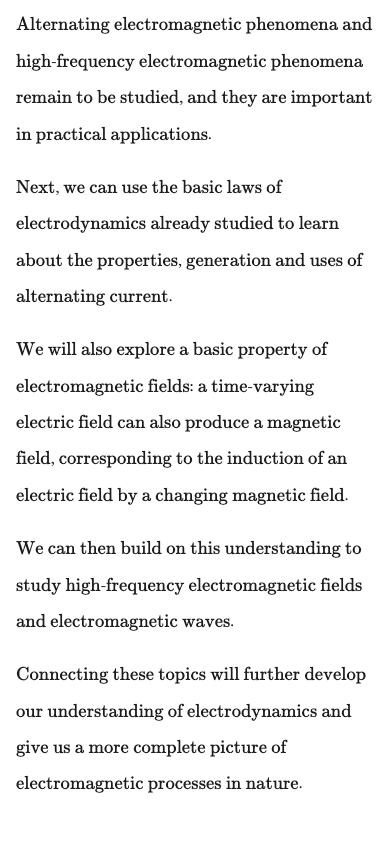 Alternating electromagnetic phenomena and
high-frequency electromagnetic phenomena
remain to be studied, and they are important
in practical applications.
Next, we can use the basic laws of
electrodynamics already studied to learn
about the properties, generation and uses of
alternating current.
We will also explore a basic property of
electromagnetic fields: a time-varying
electric field can also produce a magnetic
field, corresponding to the induction of an
electric field by a changing magnetic field.
We can then build on this understanding to
study high-frequency electromagnetic fields
and electromagnetic waves.
Connecting these topics will further develop
our understanding of electrodynamics and
give us a more complete picture of
electromagnetic processes in nature.